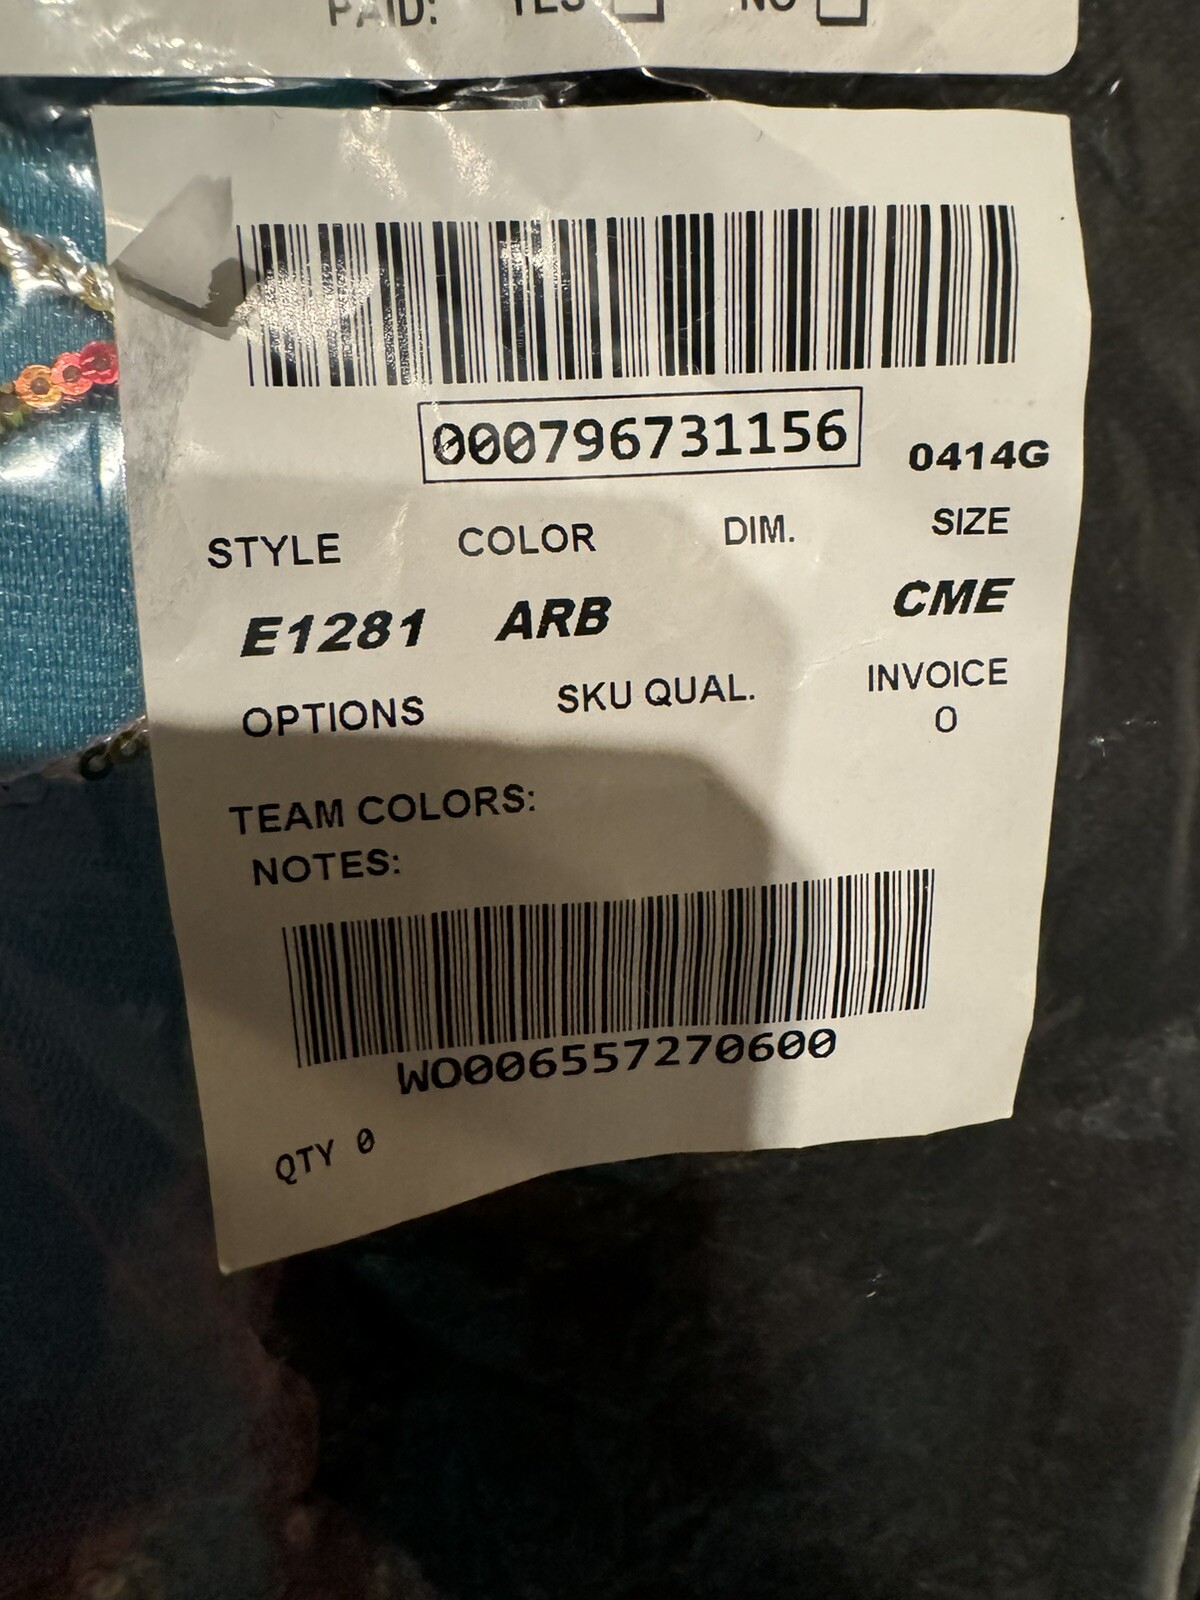 PAID: YES NO
000796731156
0414G
STYLE COLOR DIM. SIZE
E1281 ARB CME
OPTIONS SKU QUAL. INVOICE
0
TEAM COLORS:
NOTES:
WO006557270600
QTY 0